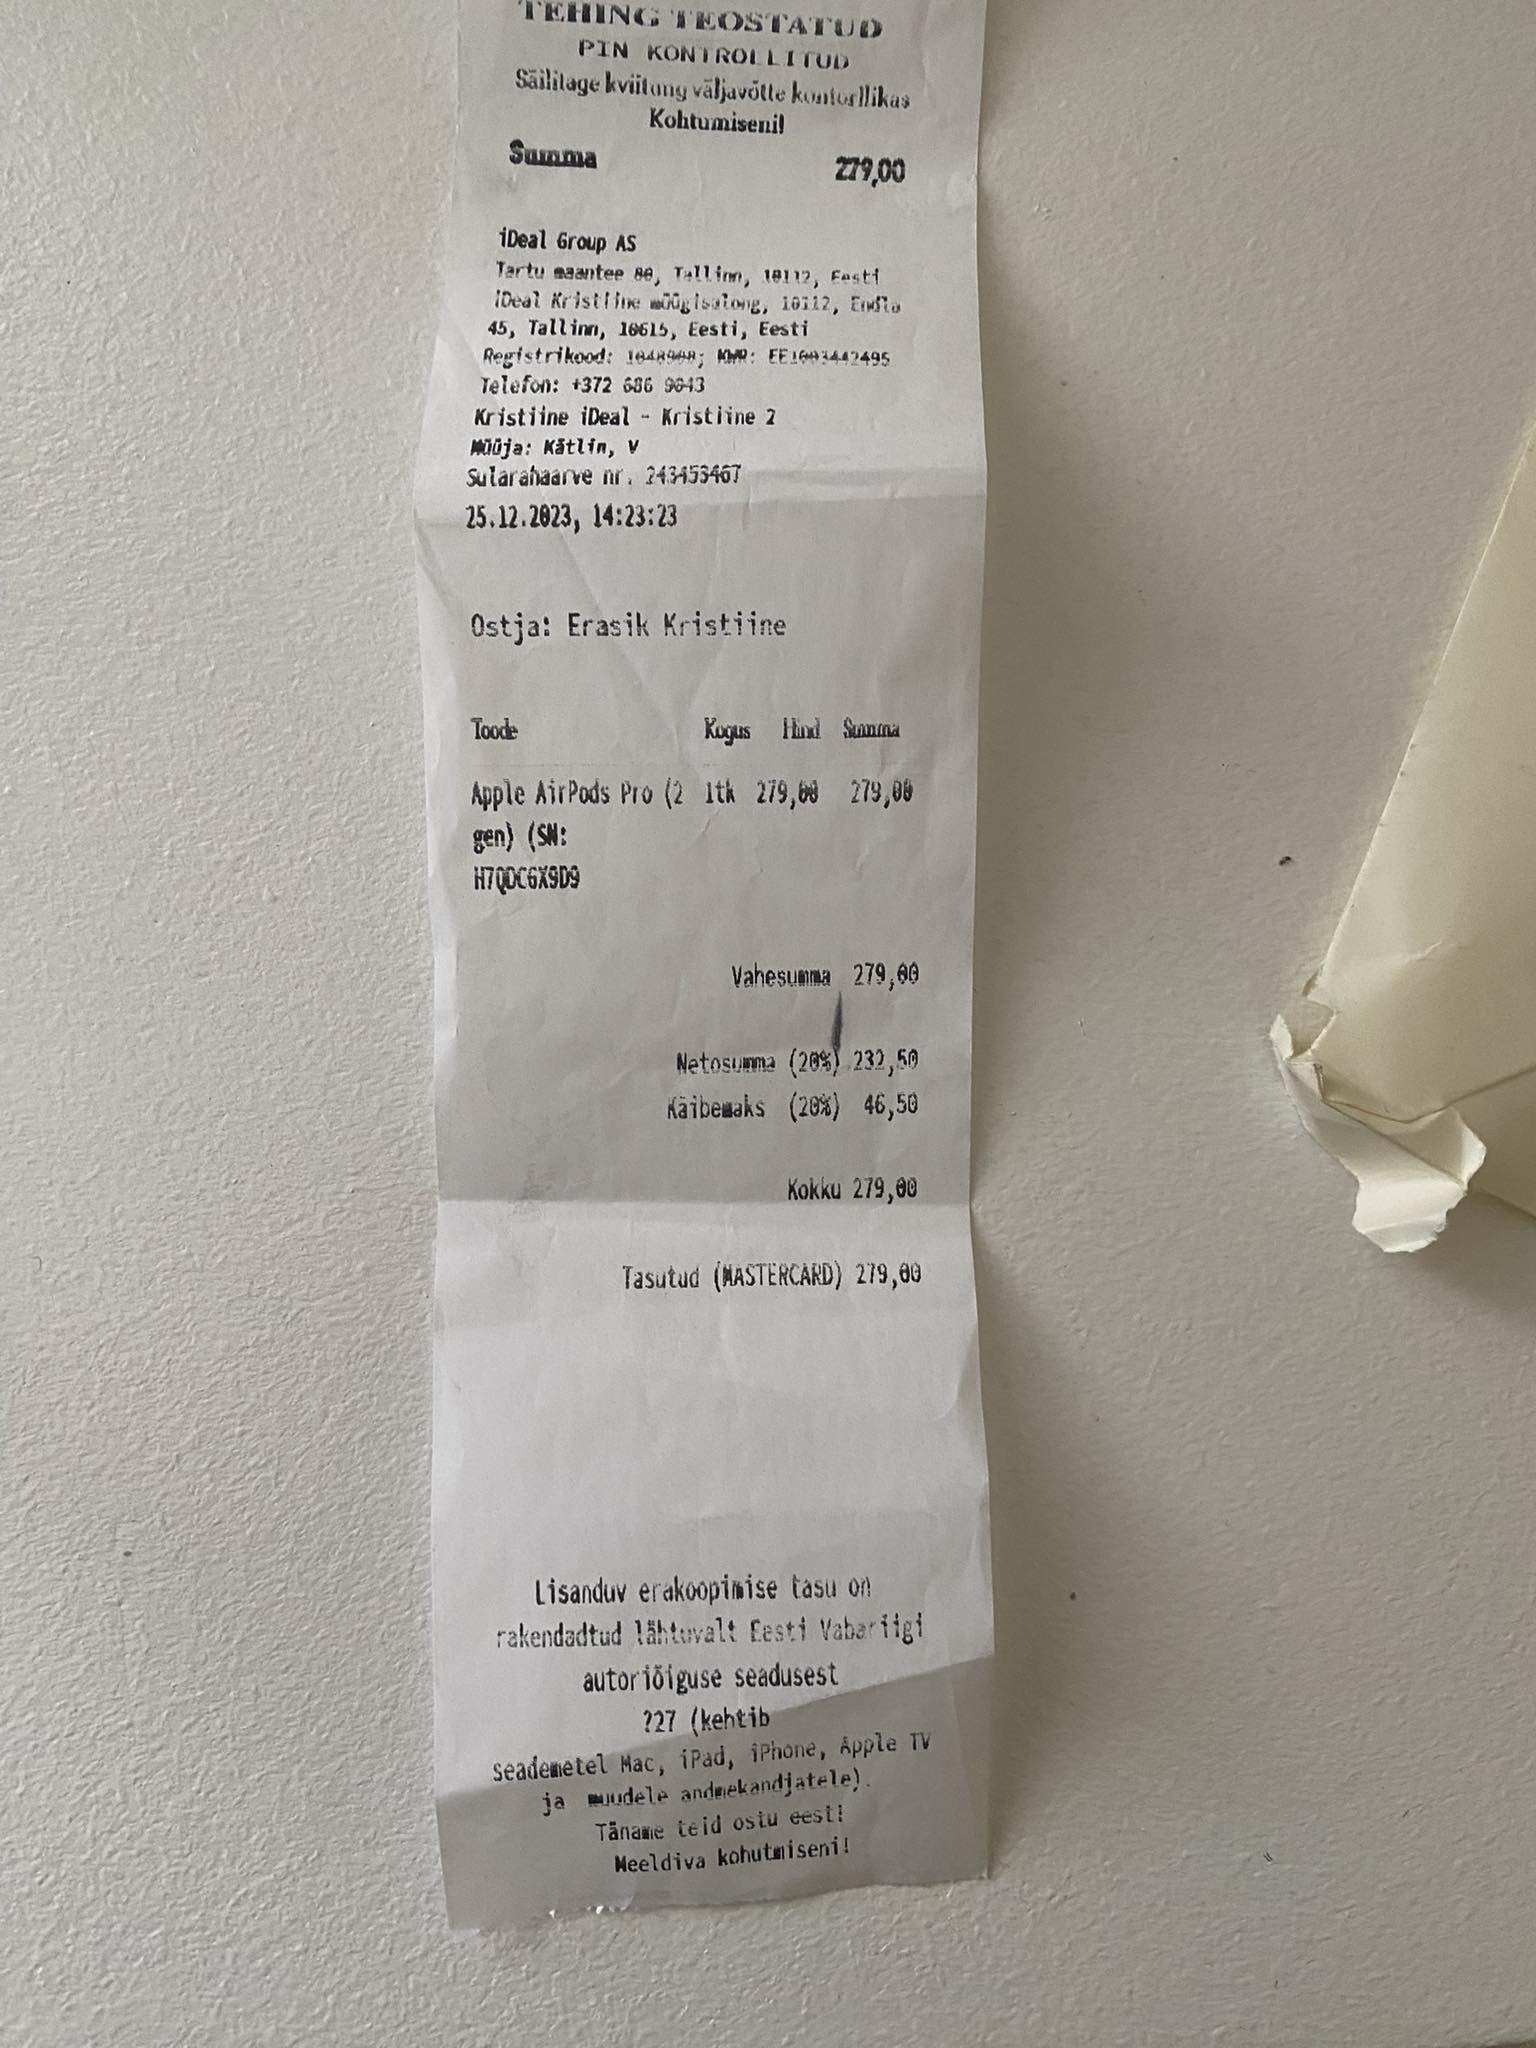 TEHING TEOSTATUD
PIN KONTROLLITUD
Säilitage kviitung väljavõtte kontorllikas
Kohtumiseni!
Summa 279,00
iDeal Group AS
Tartu maantee 80, Tallinn, 10112, Eesti
iDeal Kristiine müügisalong, 10112, Endla
45, Tallinn, 10615, Eesti, Eesti
Registrikood: 1048908; KMR: EE1003442495
Telefon: +372 686 9043
Kristiine iDeal - Kristiine 2
Müüja: Kätlin, V
Sularahaarve nr. 243453467
25.12.2023, 14:23:23
Ostja: Erasik Kristiine
Toode Kogus Hind Summa
Apple AirPods Pro (2 1tk 279,00 279,00
gen) (SN:
H7QDC6X9D9
Vahesumma 279,00
Netosumma (20%) 232,50
Käibemaks (20%) 46,50
Kokku 279,00
Tasutud (MASTERCARD) 279,00
Lisanduv erakoopimise tasu on
rakendadtud lähtuvalt Eesti Vabariigi
autoriõiguse seadusest
?27 (kehtib
seademetel Mac, iPad, iPhone, Apple TV
ja muudele andmekandjatele).
Täname teid ostu eest!
Meeldiva kohutmiseni!